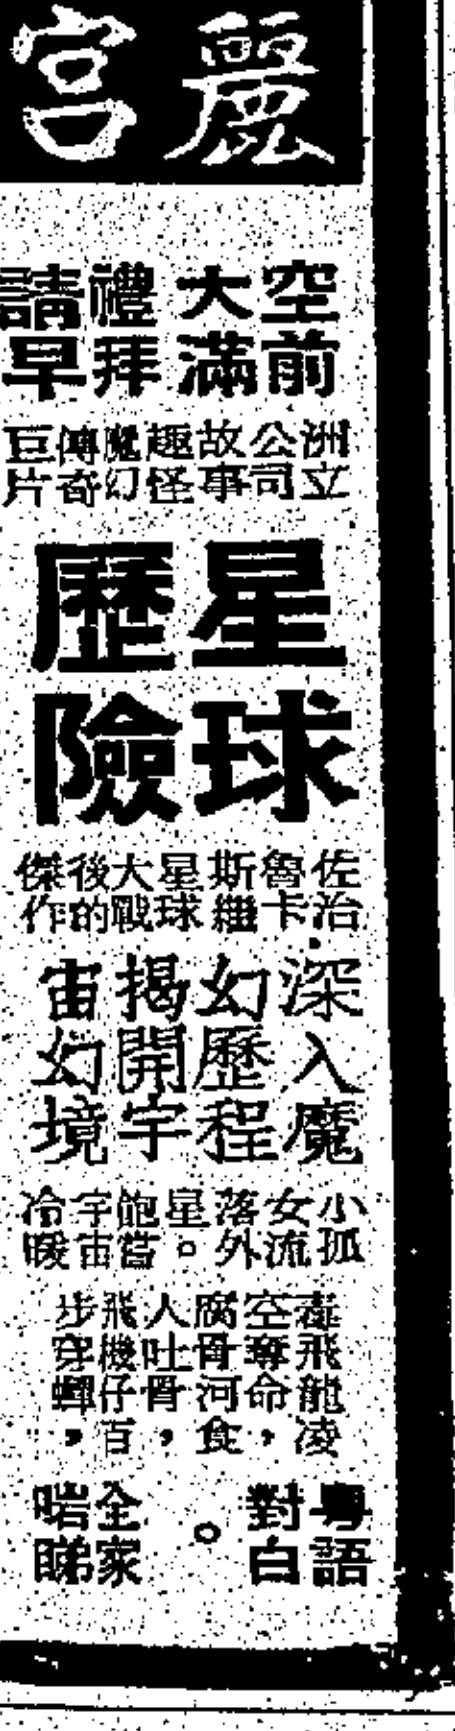 麗宮
空前大滿禮拜請早
洲立公司故事趣怪魔幻傳奇巨片
星球歷險
佐治·魯卡斯繼星球大戰後的傑作
深入魔幻歷程揭開宇宙幻境
小孤女流落外星。飽嘗宇宙冷暖
毒飛龍凌空奪命，腐骨河食人吐骨，飛機仔百步穿蟬，
粵語對白。全家啱睇